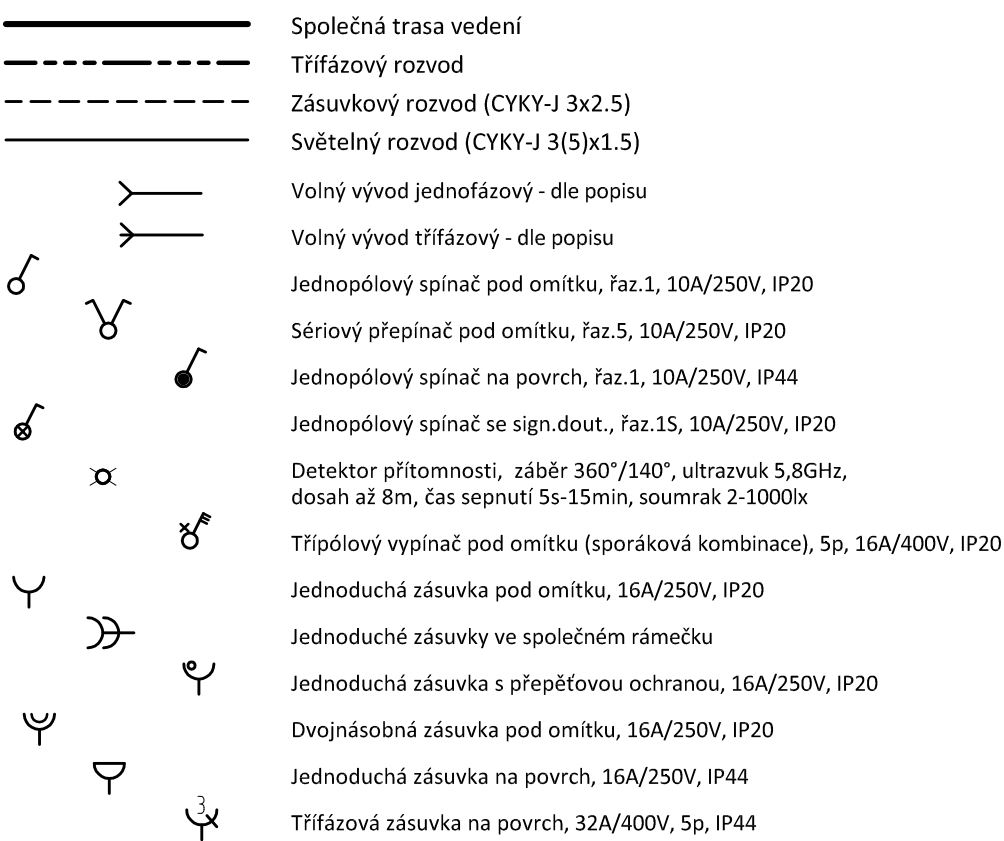 Společná trasa vedení
Třífázový rozvod
Zásuvkový rozvod (CYKY-J 3x2.5)
Světelný rozvod (CYKY-J 3(5)x1.5)
Volný vývod jednofázový - dle popisu
Volný vývod třífázový - dle popisu
Jednopólový spínač pod omítku, řaz.1, 10A/250V, IP20
Sériový přepínač pod omítku, řaz.5, 10A/250V, IP20
Jednopólový spínač na povrch, řaz.1, 10A/250V, IP44
Jednopólový spínač se sign.dout., řaz.1S, 10A/250V, IP20
Detektor přítomnosti, záběr 360°/140°, ultrazvuk 5,8GHz,
dosah až 8m, čas sepnutí 5s-15min, soumrak 2-1000lx
Třípólový vypínač pod omítku (sporáková kombinace), 5p, 16A/400V, IP20
Jednoduchá zásuvka pod omítku, 16A/250V, IP20
Jednoduché zásuvky ve společném rámečku
Jednoduchá zásuvka s přepěťovou ochranou, 16A/250V, IP20
Dvojnásobná zásuvka pod omítku, 16A/250V, IP20
Jednoduchá zásuvka na povrch, 16A/250V, IP44
3
Třífázová zásuvka na povrch, 32A/400V, 5p, IP44